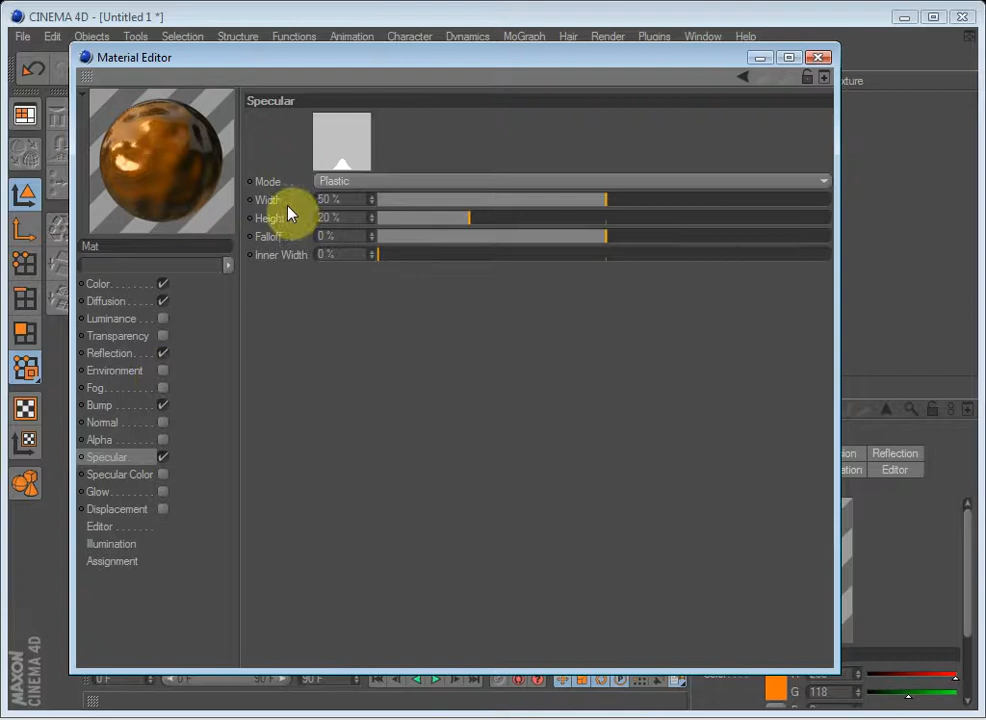 CINEMA 4D - [Untitled 1 *]
File Edit Objects Tools Selection Structure Functions Animation Character Dynamics MoGraph Hair Render Plugins Window Help
Material Editor
Specular
Mode Plastic
Width 50 %
Height 20 %
Falloff 0 %
Inner Width 0 %
Mat
Color
Diffusion
Luminance
Transparency
Reflection
Environment
Fog
Bump
Normal
Alpha
Specular
Specular Color
Glow
Displacement
Editor
Illumination
Assignment
Reflection
Editor
0 F 0 F 90 F 90 F
G 118
MAXON
CINEMA 4D